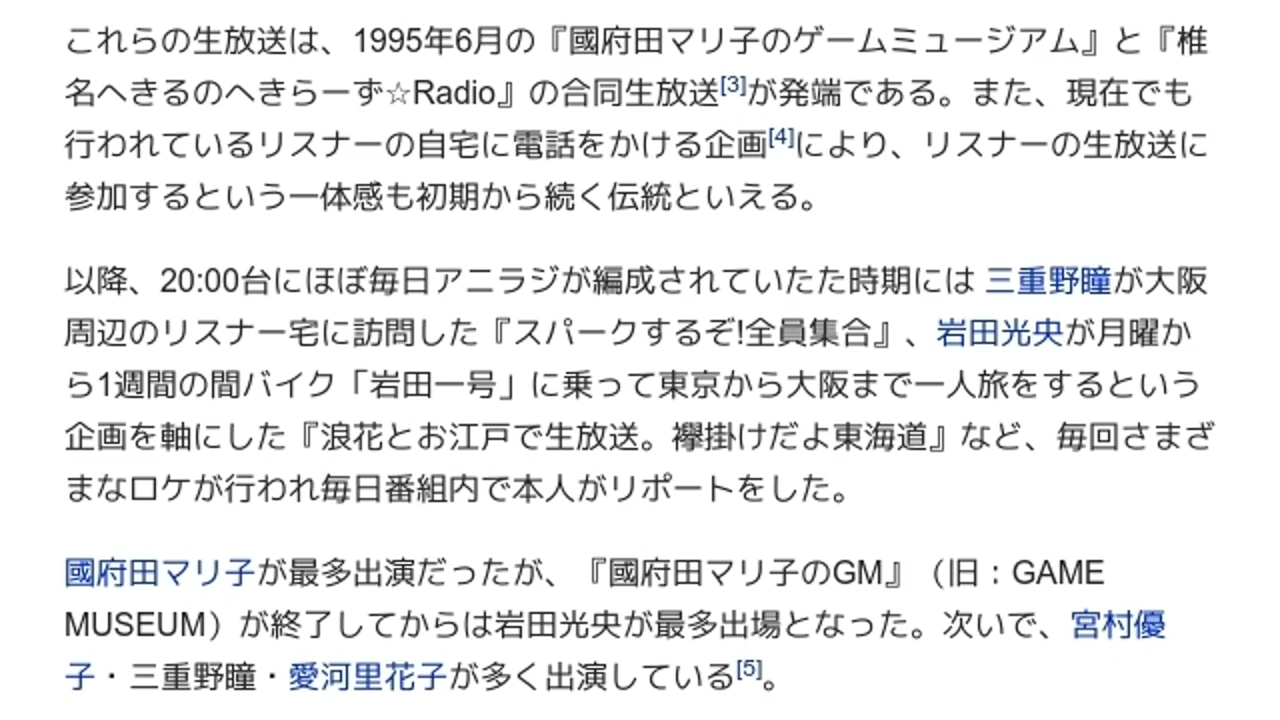 これらの生放送は、1995年6月の『國府田マリ子のゲームミュージアム』と『椎
名へきるのへきらーず☆Radio』の合同生放送[3]が発端である。また、現在でも
行われているリスナーの自宅に電話をかける企画[4]により、リスナーの生放送に
参加するという一体感も初期から続く伝統といえる。
以降、20:00台にほぼ毎日アニラジが編成されていたた時期には 三重野瞳が大阪
周辺のリスナー宅に訪問した『スパークするぞ!全員集合』、岩田光央が月曜か
ら1週間の間バイク「岩田一号」に乗って東京から大阪まで一人旅をするという
企画を軸にした『浪花とお江戸で生放送。襷掛けだよ東海道』など、毎回さまざ
まなロケが行われ毎日番組内で本人がリポートをした。
國府田マリ子が最多出演だったが、『國府田マリ子のGM』（旧：GAME
MUSEUM）が終了してからは岩田光央が最多出場となった。次いで、宮村優
子・三重野瞳・愛河里花子が多く出演している[5]。